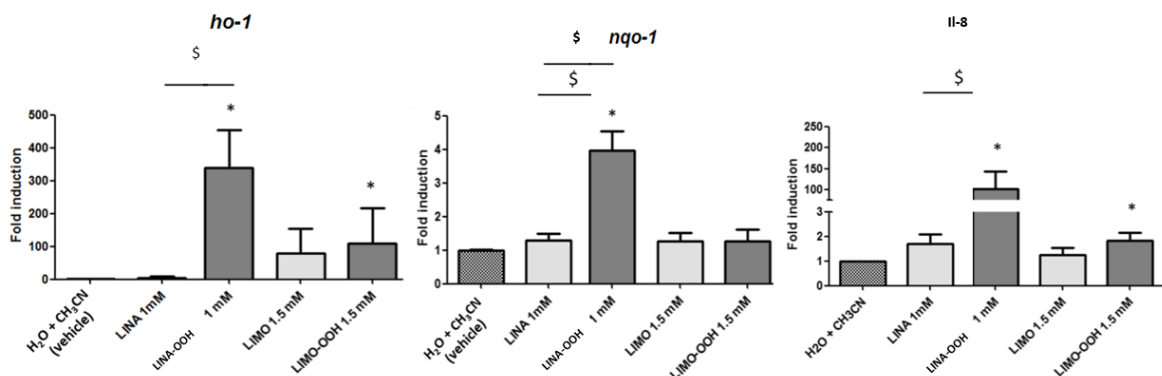 ho-1
$
*
*
Fold induction
500
400
300
200
100
0
H₂O + CH₃CN
(vehicle)
LINA 1mM
LINA-OOH 1 mM
LIMO 1.5 mM
LIMO-OOH 1.5 mM
$ nqo-1
$
*
Fold induction
5
4
3
2
1
0
H₂O + CH₃CN
(vehicle)
LINA 1mM
LINA-OOH 1 mM
LIMO 1.5 mM
LIMO-OOH 1.5 mM
Il-8
$
*
*
Fold induction
250
200
150
100
50
3
2
1
0
H2O + CH3CN
LINA 1mM
LINA-OOH 1 mM
LIMO 1.5 mM
LIMO-OOH 1.5 mM